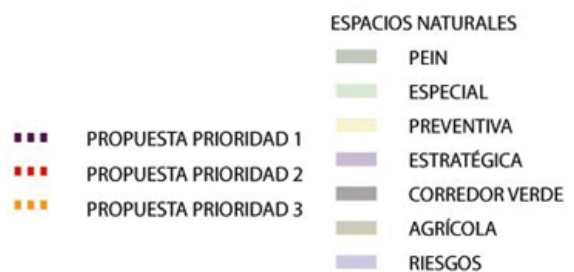 PROPUESTA PRIORIDAD 1
PROPUESTA PRIORIDAD 2
PROPUESTA PRIORIDAD 3
ESPACIOS NATURALES
PEIN
ESPECIAL
PREVENTIVA
ESTRATÉGICA
CORREDOR VERDE
AGRÍCOLA
RIESGOS